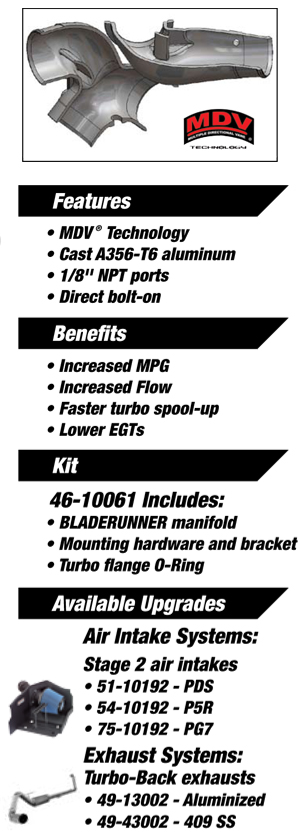 MDV
MULTIPLE DIRECTIONAL VANE
TECHNOLOGY
Features
• MDV® Technology
• Cast A356-T6 aluminum
• 1/8" NPT ports
• Direct bolt-on
Benefits
• Increased MPG
• Increased Flow
• Faster turbo spool-up
• Lower EGTs
Kit
46-10061 Includes:
• BLADERUNNER manifold
• Mounting hardware and bracket
• Turbo flange O-Ring
Available Upgrades
Air Intake Systems:
Stage 2 air intakes
• 51-10192 - PDS
• 54-10192 - P5R
• 75-10192 - PG7
Exhaust Systems:
Turbo-Back exhausts
• 49-13002 - Aluminized
• 49-43002 - 409 SS